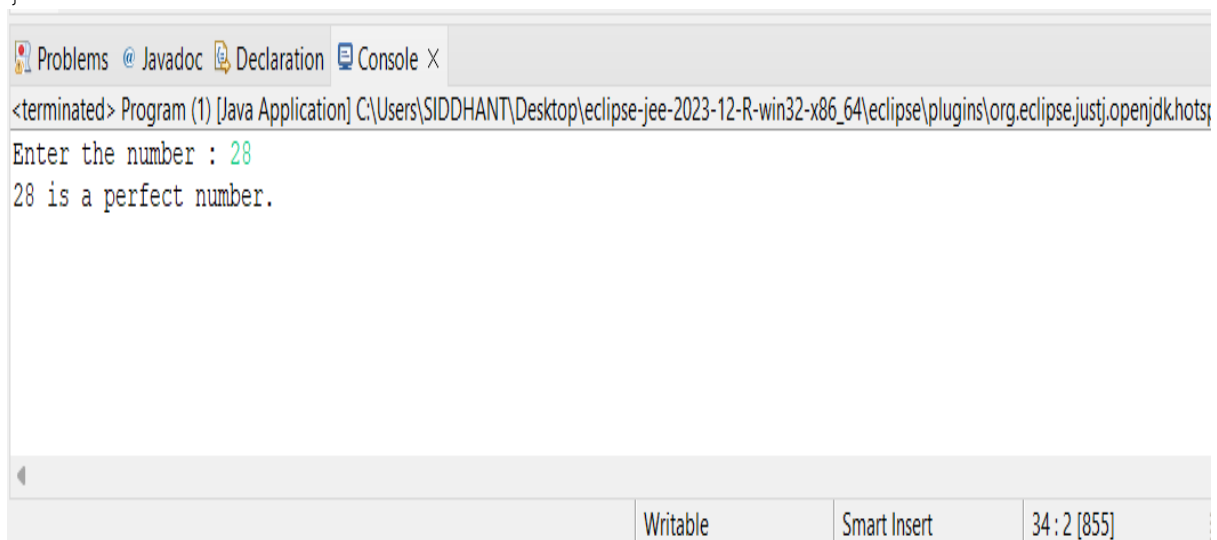 Problems @ Javadoc Declaration Console ×
<terminated> Program (1) [Java Application] C:\Users\SIDDHANT\Desktop\eclipse-jee-2023-12-R-win32-x86_64\eclipse\plugins\org.eclipse.justj.openjdk.hotsp
Enter the number : 28
28 is a perfect number.
Writable Smart Insert 34 : 2 [855]